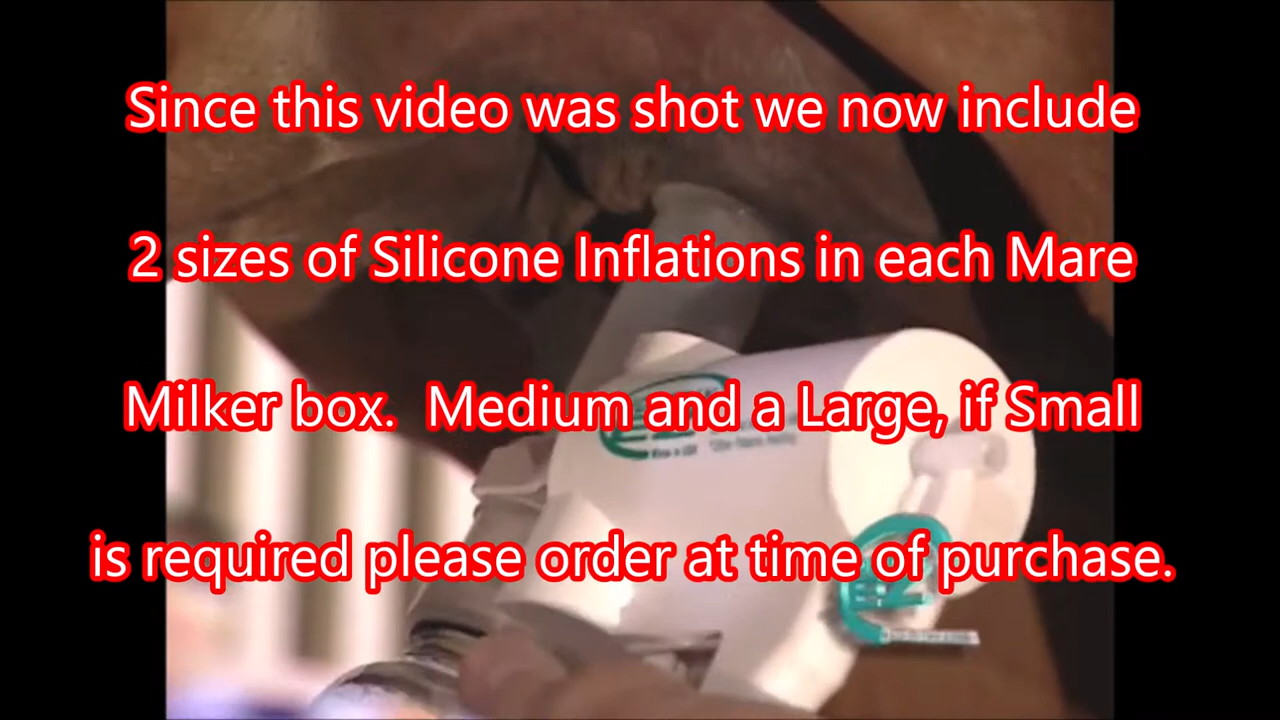 Since this video was shot we now include
2 sizes of Silicone Inflations in each Mare
Milker box.  Medium and a Large, if Small
is required please order at time of purchase.